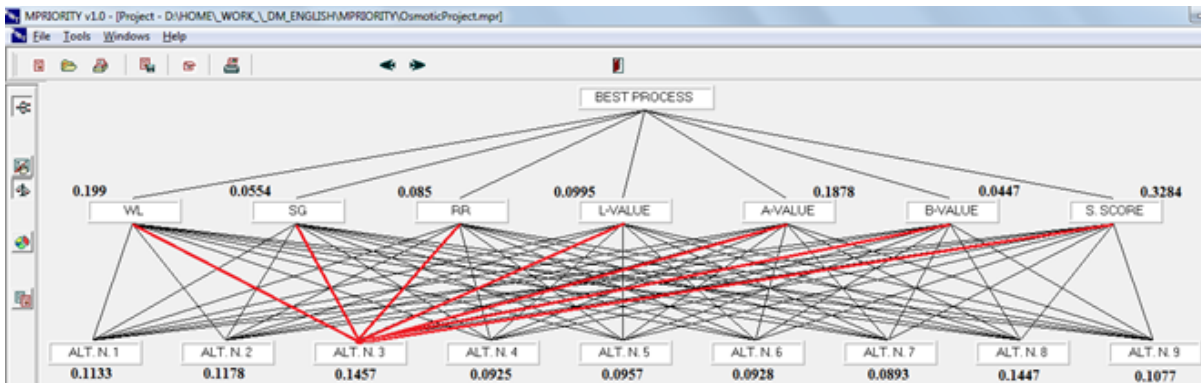 MPRIORITY v1.0 - [Project - D:\HOME\_WORK_\_DM_ENGLISH\MPRIORITY\OsmoticProject.mpr]
File Tools Windows Help
BEST PROCESS
0.199 0.0554 0.085 0.0995 0.1878 0.0447 0.3284
WL SG RR L-VALUE A-VALUE B-VALUE S. SCORE
ALT. N. 1 ALT. N. 2 ALT. N. 3 ALT. N. 4 ALT. N. 5 ALT. N. 6 ALT. N. 7 ALT. N. 8 ALT. N. 9
0.1133 0.1178 0.1457 0.0925 0.0957 0.0928 0.0893 0.1447 0.1077